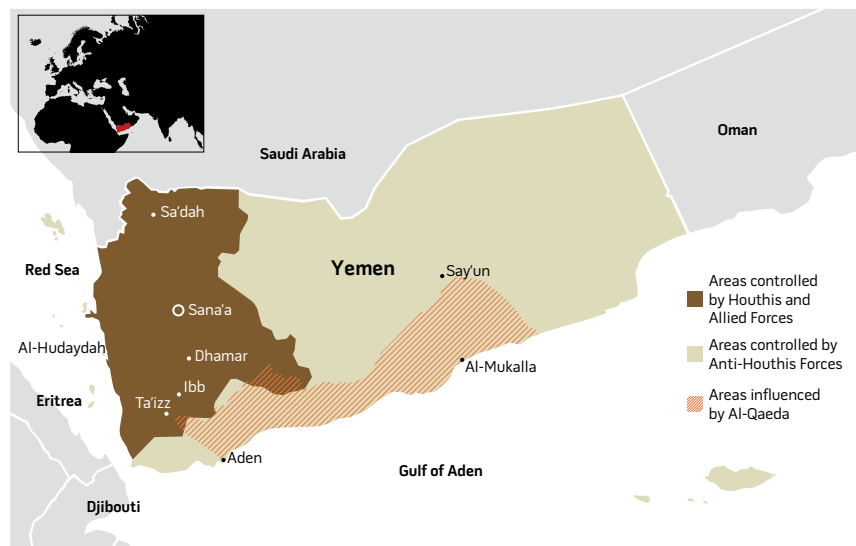 Oman
Saudi Arabia
Sa'dah
Red Sea
Yemen
Say'un
Sana'a
Al-Hudaydah
Dhamar
Al-Mukalla
Ibb
Eritrea
Ta'izz
Aden
Gulf of Aden
Djibouti
Areas controlled
by Houthis and
Allied Forces
Areas controlled by
Anti-Houthis Forces
Areas influenced
by Al-Qaeda